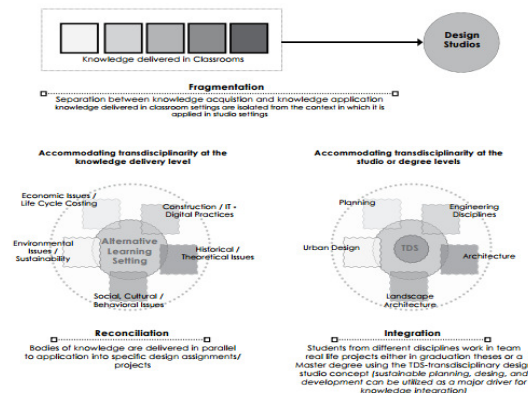 Design
Studios
Knowledge delivered in Classrooms
Fragmentation
Separation between knowledge acquistion and knowledge application
knowledge delivered in classroom settings are isolated from the context in which it is
applied in studio settings
Accommodating transdisciplinarity at the
knowledge delivery level
Economic Issues /
Life Cycle Costing
Construction / IT -
Digital Practices
Alternative
Learning
Setting
Environmental
Issues /
Sustainability
Historical /
Theoretical Issues
Social, Cultural /
Behavioral Issues
Reconciliation
Bodies of knowledge are delivered in parallel
to application into specific design assignments/
projects
Accommodating transdisciplinarity at the
studio or degree levels
Planning
Engineering
Disciplines
Urban Design
TDS
Architecture
Landscape
Architecture
Integration
Students from different disciplines work in team
real life projects either in graduation theses or a
Master degree using the TDS-transdisciplinary design
studio concept (sustainable planning, desing, and
development can be utilized as a major driver for
knowledge integration)